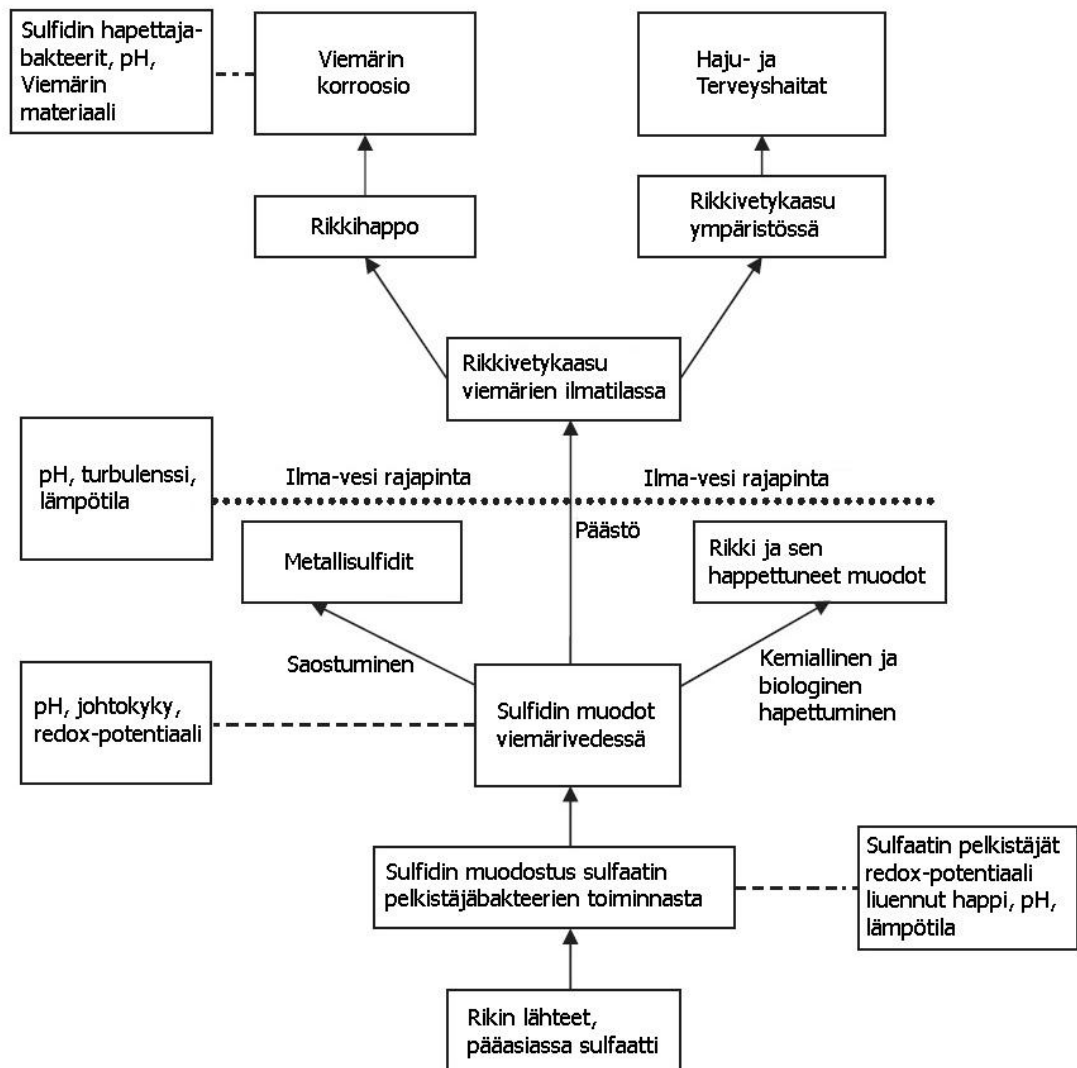 Sulfidin hapettaja-
bakteerit, pH,
Viemärin
materiaali
Viemärin
korroosio
Haju- ja
Terveyshaitat
Rikkihappo
Rikkivetykaasu
ympäristössä
Rikkivetykaasu
viemärien ilmatilassa
pH, turbulenssi,
lämpötila
Ilma-vesi rajapinta
Ilma-vesi rajapinta
Päästö
Metallisulfidit
Rikki ja sen
happettuneet muodot
Saostuminen
Kemiallinen ja
biologinen
hapettuminen
pH, johtokyky,
redox-potentiaali
Sulfidin muodot
viemärivedessä
Sulfidin muodostus sulfaatin
pelkistäjäbakteerien toiminnasta
Sulfaatin pelkistäjät
redox-potentiaali
liuennut happi, pH,
lämpötila
Rikin lähteet,
pääasiassa sulfaatti